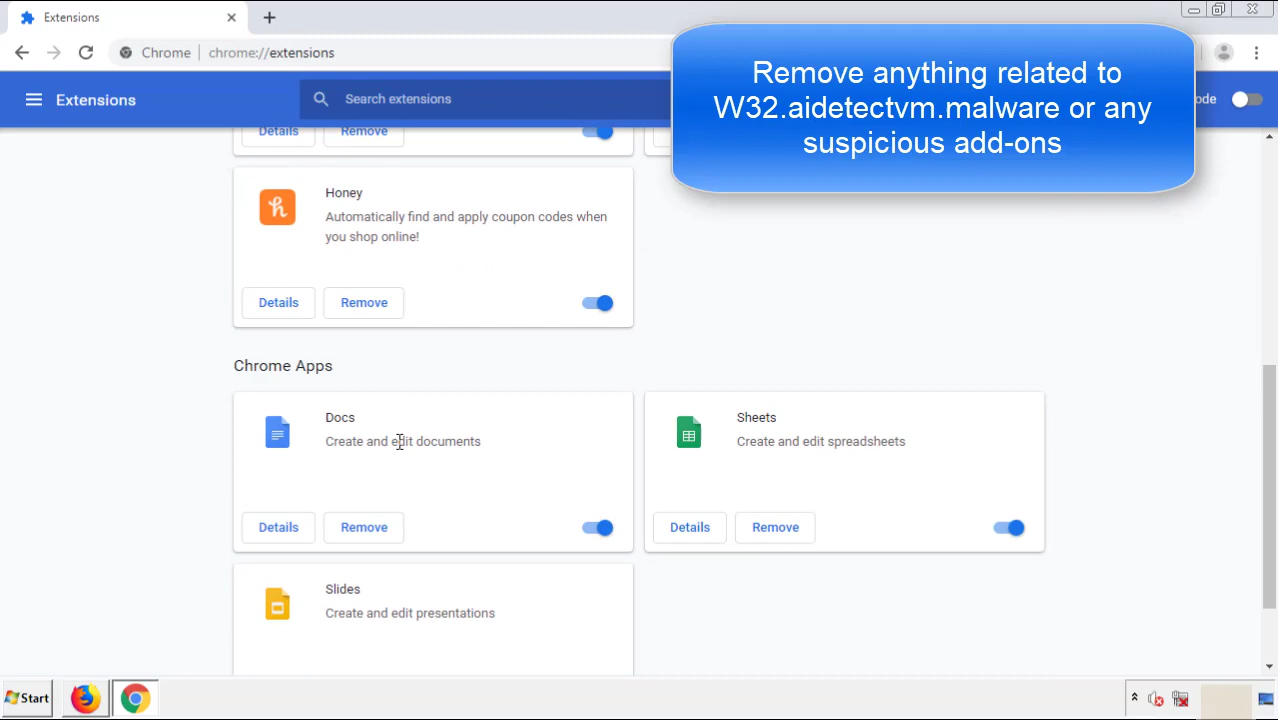 Extensions
Chrome
chrome://extensions
Remove anything related to
W32.aidetectvm.malware or any
suspicious add-ons
Extensions
Search extensions
ode
Details
Remove
Honey
Automatically find and apply coupon codes when
you shop online!
Details
Remove
Chrome Apps
Docs
Create and edit documents
Details
Remove
Sheets
Create and edit spreadsheets
Details
Remove
Slides
Create and edit presentations
Start